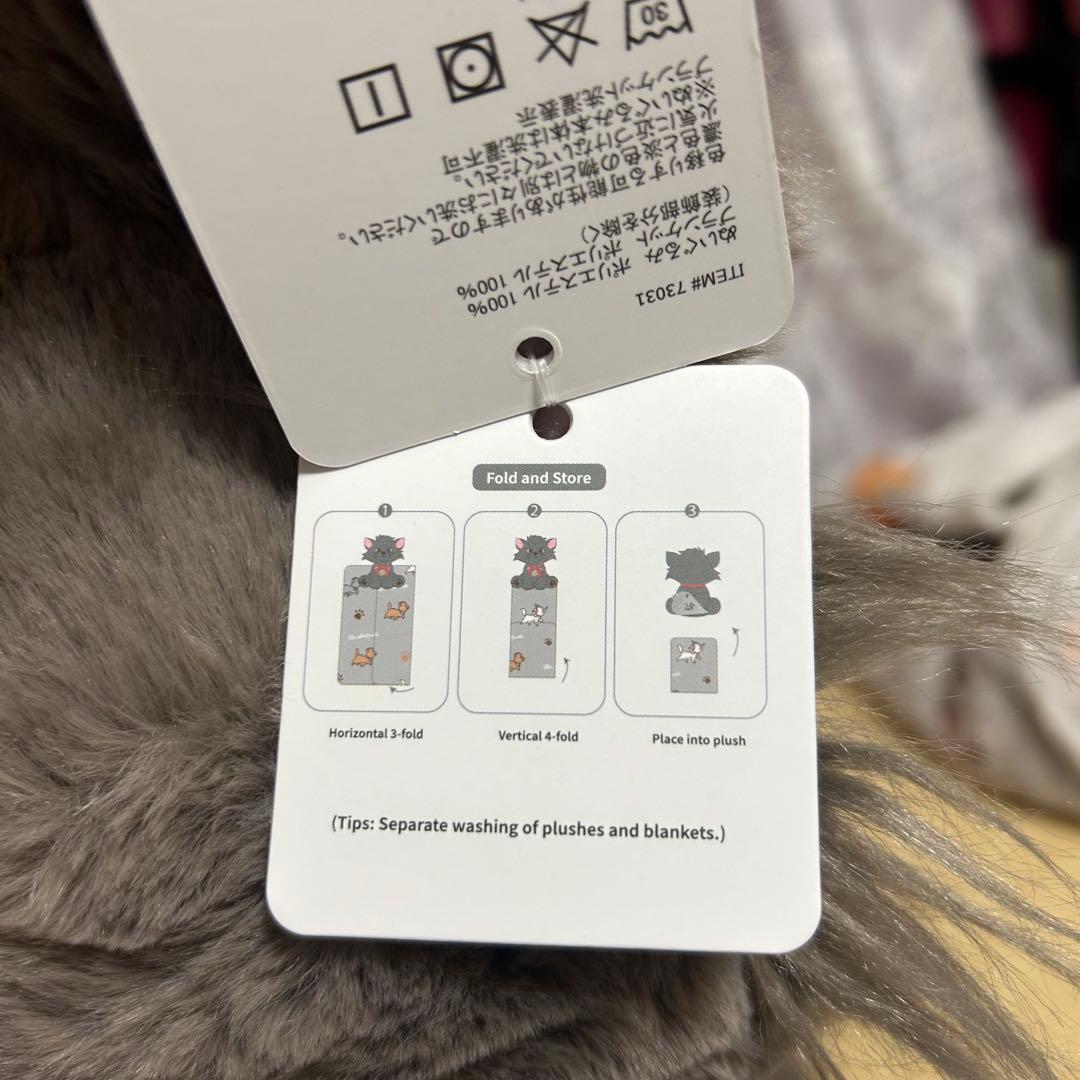 ITEM# 73031
ぬいぐるみ ポリエステル 100%
ブランケット ポリエステル 100%
（装飾部分を除く）
色移りする可能性がありますので
濃色と淡色の物とは別々にお洗いください。
火気に近づけないでください。
※ぬいぐるみ本体は洗濯不可
ブランケット洗濯表示
30
Fold and Store
1 2 3
Horizontal 3-fold Vertical 4-fold Place into plush
(Tips: Separate washing of plushes and blankets.)